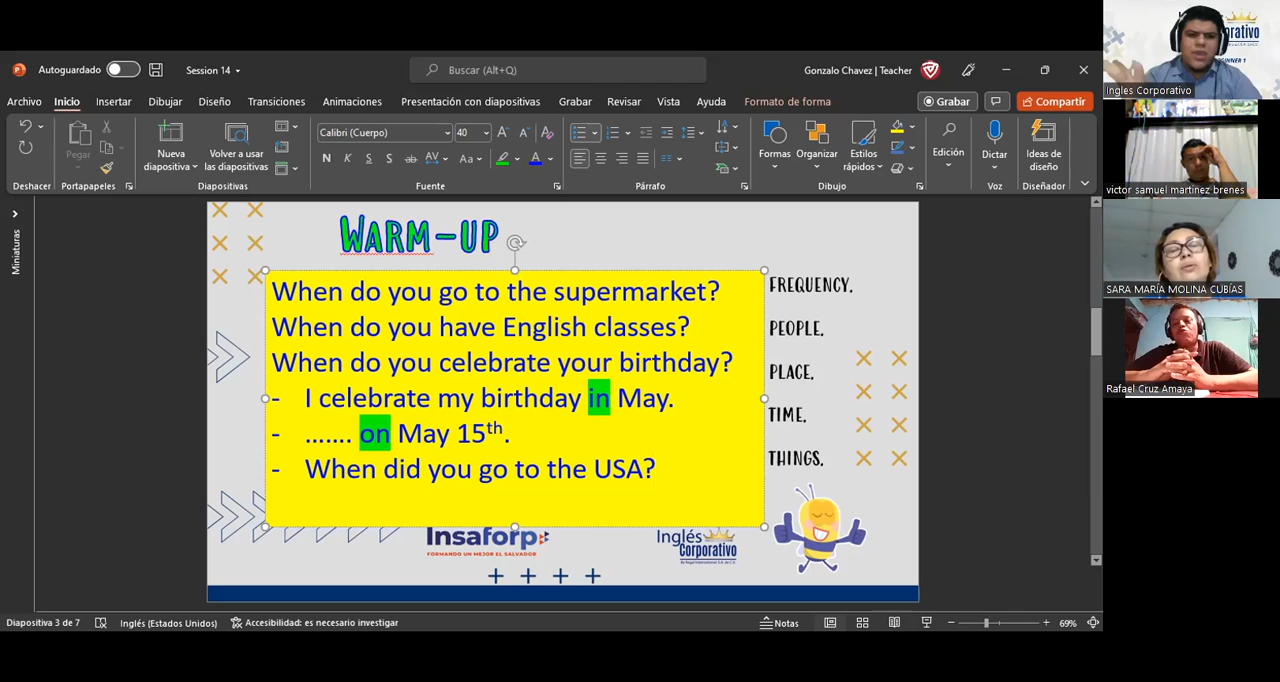 Autoguardado
Session 14
Buscar (Alt+Q)
Gonzalo Chavez | Teacher
Archivo Inicio Insertar Dibujar Diseño Transiciones Animaciones Presentación con diapositivas Grabar Revisar Vista Ayuda Formato de forma
Grabar
Compartir
Calibri (Cuerpo) 40
Pegar
Nueva diapositiva
Volver a usar las diapositivas
N K S S ab AV Aa A
Formas
Organizar
Estilos rápidos
Edición
Dictar
Ideas de diseño
Deshacer Portapapeles Diapositivas Fuente Párrafo Dibujo Voz Diseñador
Miniaturas
WARM-UP
When do you go to the supermarket?
When do you have English classes?
When do you celebrate your birthday?
- I celebrate my birthday in May.
- ……. on May 15th.
- When did you go to the USA?
FREQUENCY.
PEOPLE.
PLACE.
TIME.
THINGS.
Insaforp
FORMANDO UN MEJOR EL SALVADOR
Inglés
Corporativo
Diapositiva 3 de 7
Inglés (Estados Unidos)
Accesibilidad: es necesario investigar
Notas
69%
Ingles Corporativo
victor samuel martinez brenes
SARA MARÍA MOLINA CUBÍAS
Rafael Cruz Amaya